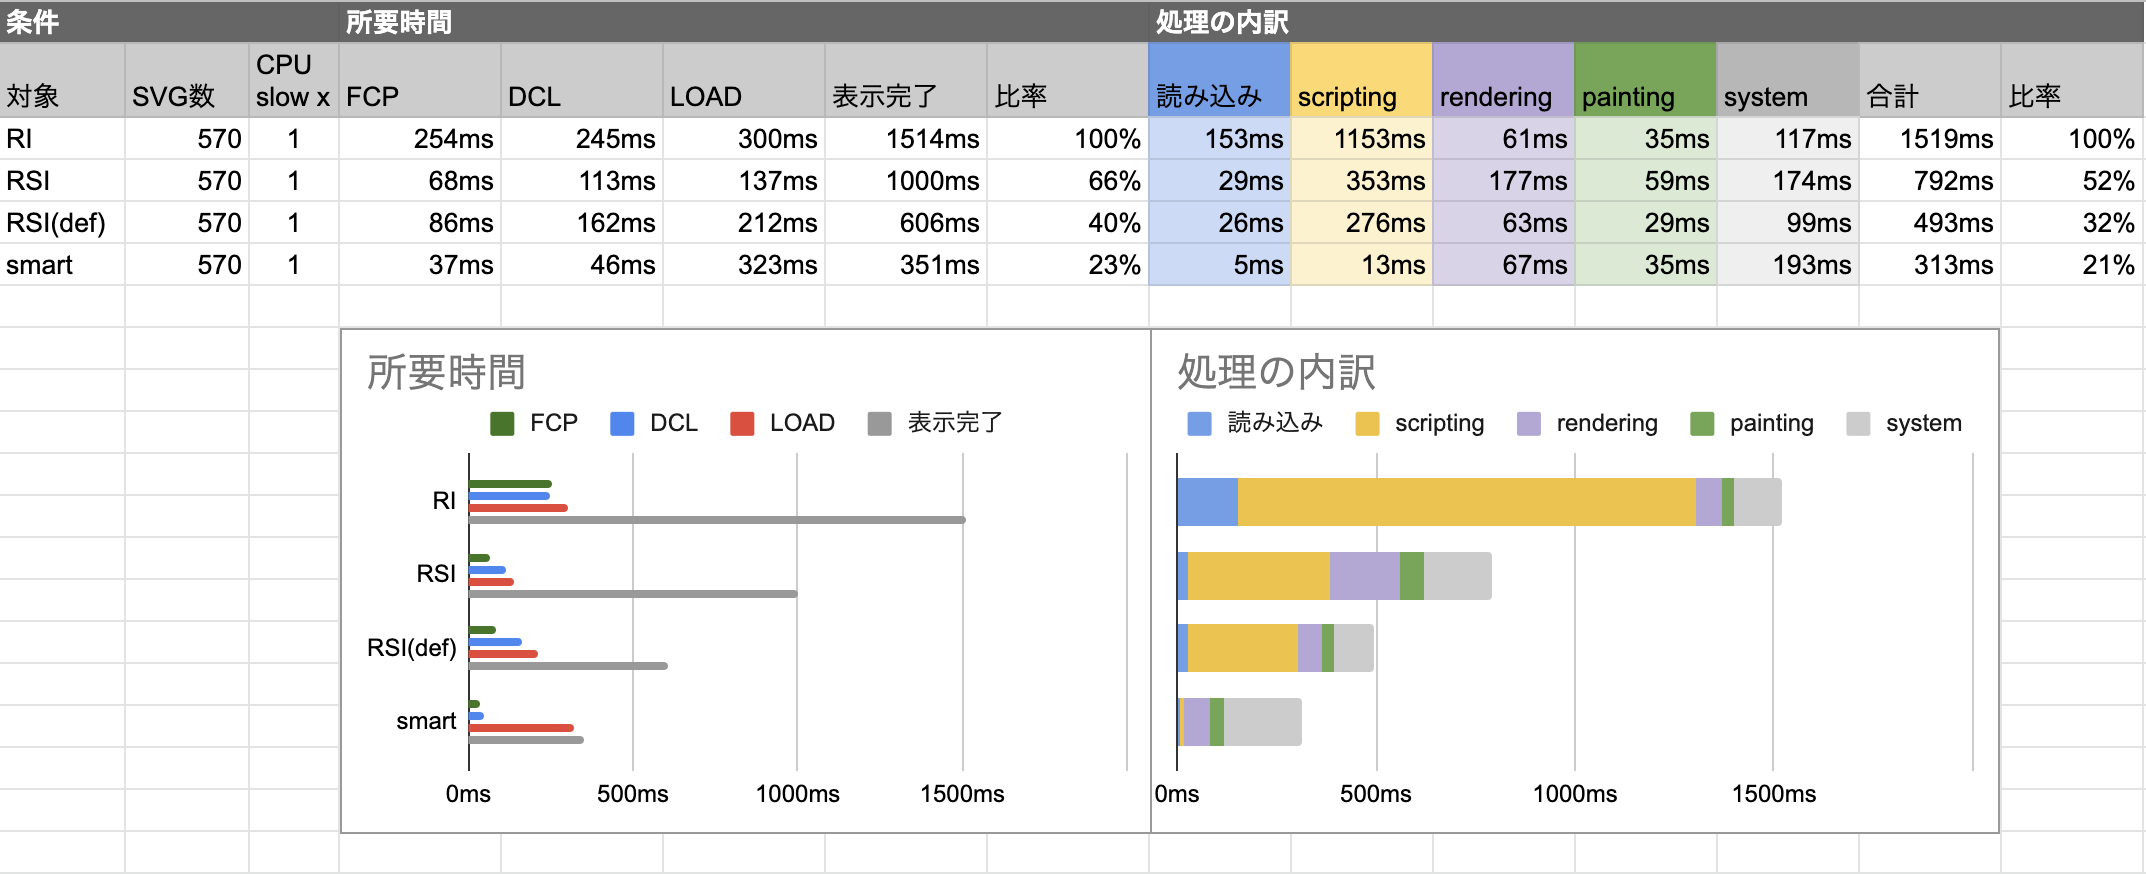 条件 所要時間 処理の内訳
対象 SVG数 CPU slow x FCP DCL LOAD 表示完了 比率 読み込み scripting rendering painting system 合計 比率
RI 570 1 254ms 245ms 300ms 1514ms 100% 153ms 1153ms 61ms 35ms 117ms 1519ms 100%
RSI 570 1 68ms 113ms 137ms 1000ms 66% 29ms 353ms 177ms 59ms 174ms 792ms 52%
RSI(def) 570 1 86ms 162ms 212ms 606ms 40% 26ms 276ms 63ms 29ms 99ms 493ms 32%
smart 570 1 37ms 46ms 323ms 351ms 23% 5ms 13ms 67ms 35ms 193ms 313ms 21%
所要時間
FCP DCL LOAD 表示完了
RI
RSI
RSI(def)
smart
0ms 500ms 1000ms 1500ms
処理の内訳
読み込み scripting rendering painting system
0ms 500ms 1000ms 1500ms